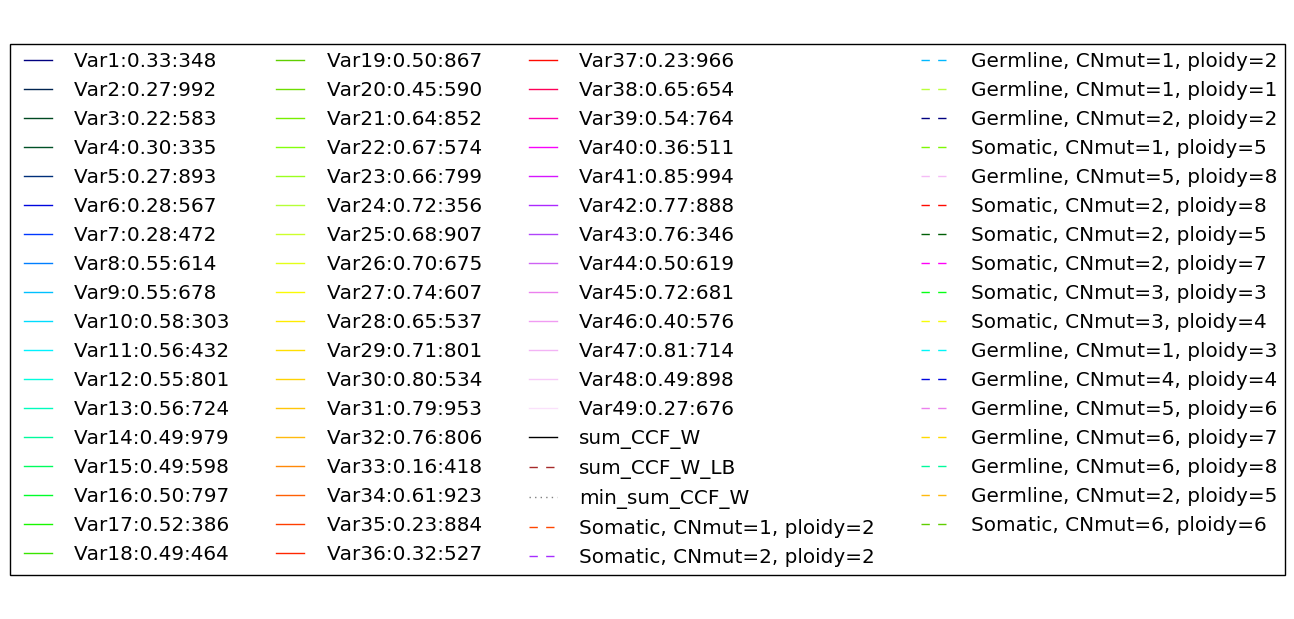 Var1:0.33:348
Var2:0.27:992
Var3:0.22:583
Var4:0.30:335
Var5:0.27:893
Var6:0.28:567
Var7:0.28:472
Var8:0.55:614
Var9:0.55:678
Var10:0.58:303
Var11:0.56:432
Var12:0.55:801
Var13:0.56:724
Var14:0.49:979
Var15:0.49:598
Var16:0.50:797
Var17:0.52:386
Var18:0.49:464
Var19:0.50:867
Var20:0.45:590
Var21:0.64:852
Var22:0.67:574
Var23:0.66:799
Var24:0.72:356
Var25:0.68:907
Var26:0.70:675
Var27:0.74:607
Var28:0.65:537
Var29:0.71:801
Var30:0.80:534
Var31:0.79:953
Var32:0.76:806
Var33:0.16:418
Var34:0.61:923
Var35:0.23:884
Var36:0.32:527
Var37:0.23:966
Var38:0.65:654
Var39:0.54:764
Var40:0.36:511
Var41:0.85:994
Var42:0.77:888
Var43:0.76:346
Var44:0.50:619
Var45:0.72:681
Var46:0.40:576
Var47:0.81:714
Var48:0.49:898
Var49:0.27:676
sum_CCF_W
sum_CCF_W_LB
min_sum_CCF_W
Somatic, CNmut=1, ploidy=2
Somatic, CNmut=2, ploidy=2
Germline, CNmut=1, ploidy=2
Germline, CNmut=1, ploidy=1
Germline, CNmut=2, ploidy=2
Somatic, CNmut=1, ploidy=5
Germline, CNmut=5, ploidy=8
Somatic, CNmut=2, ploidy=8
Somatic, CNmut=2, ploidy=5
Somatic, CNmut=2, ploidy=7
Somatic, CNmut=3, ploidy=3
Somatic, CNmut=3, ploidy=4
Germline, CNmut=1, ploidy=3
Germline, CNmut=4, ploidy=4
Germline, CNmut=5, ploidy=6
Germline, CNmut=6, ploidy=7
Germline, CNmut=6, ploidy=8
Germline, CNmut=2, ploidy=5
Somatic, CNmut=6, ploidy=6